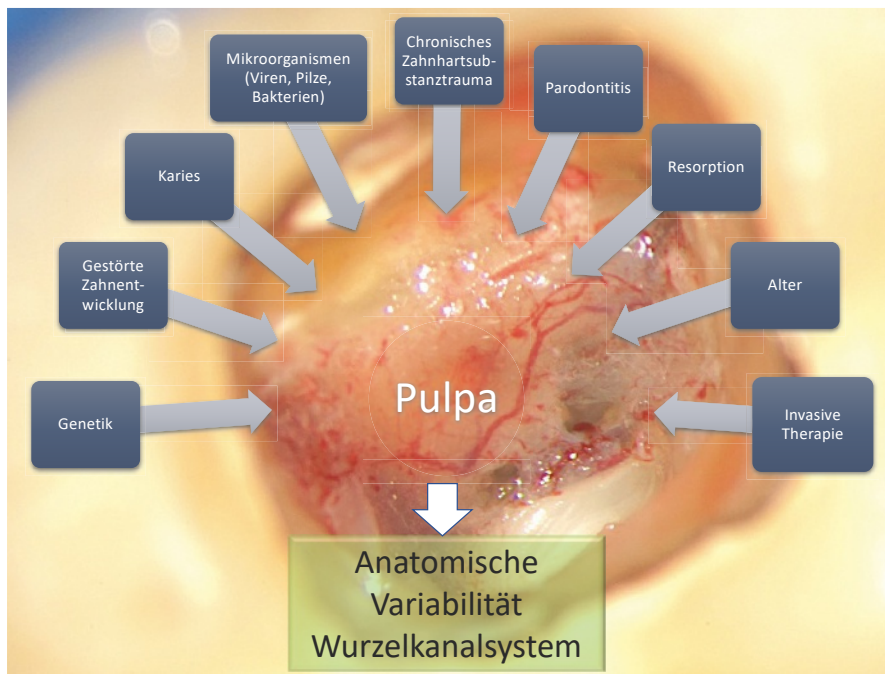 Genetik
Gestörte
Zahnent-
wicklung
Karies
Mikroorganismen
(Viren, Pilze,
Bakterien)
Chronisches
Zahnhartsub-
stanztrauma
Parodontitis
Resorption
Alter
Invasive
Therapie
Pulpa
Anatomische
Variabilität
Wurzelkanalsystem